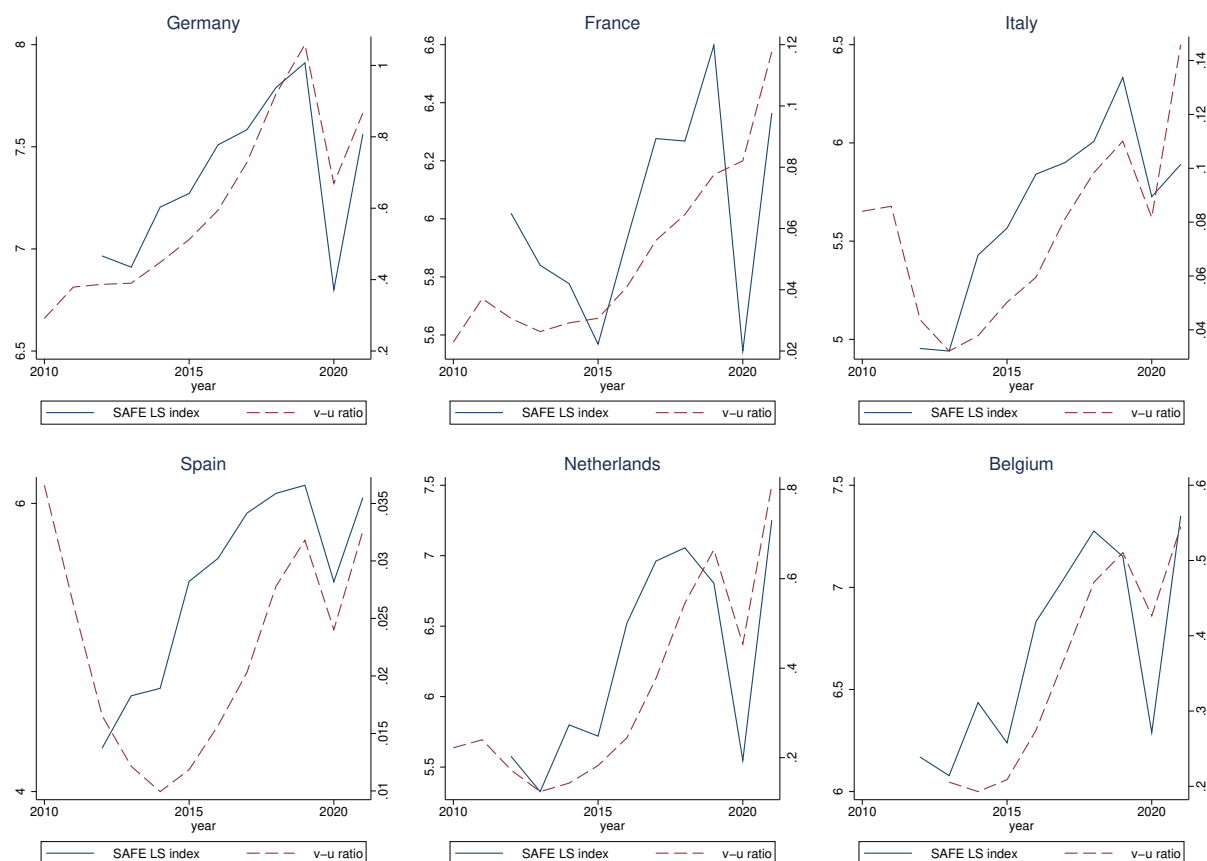 Germany
France
Italy
8
7.5
7
6.5
1
.8
.6
.4
.2
2010 2015 2020
year
SAFE LS index v−u ratio
6.6
6.4
6.2
6
5.8
5.6
.12
.1
.08
.06
.04
.02
2010 2015 2020
year
SAFE LS index v−u ratio
6.5
6
5.5
5
.14
.12
.1
.08
.06
.04
2010 2015 2020
year
SAFE LS index v−u ratio
Spain
Netherlands
Belgium
6
4
.035
.03
.025
.02
.015
.01
2010 2015 2020
year
SAFE LS index v−u ratio
7.5
7
6.5
6
5.5
.8
.6
.4
.2
2010 2015 2020
year
SAFE LS index v−u ratio
7.5
7
6.5
6
.6
.5
.4
.3
.2
2010 2015 2020
year
SAFE LS index v−u ratio